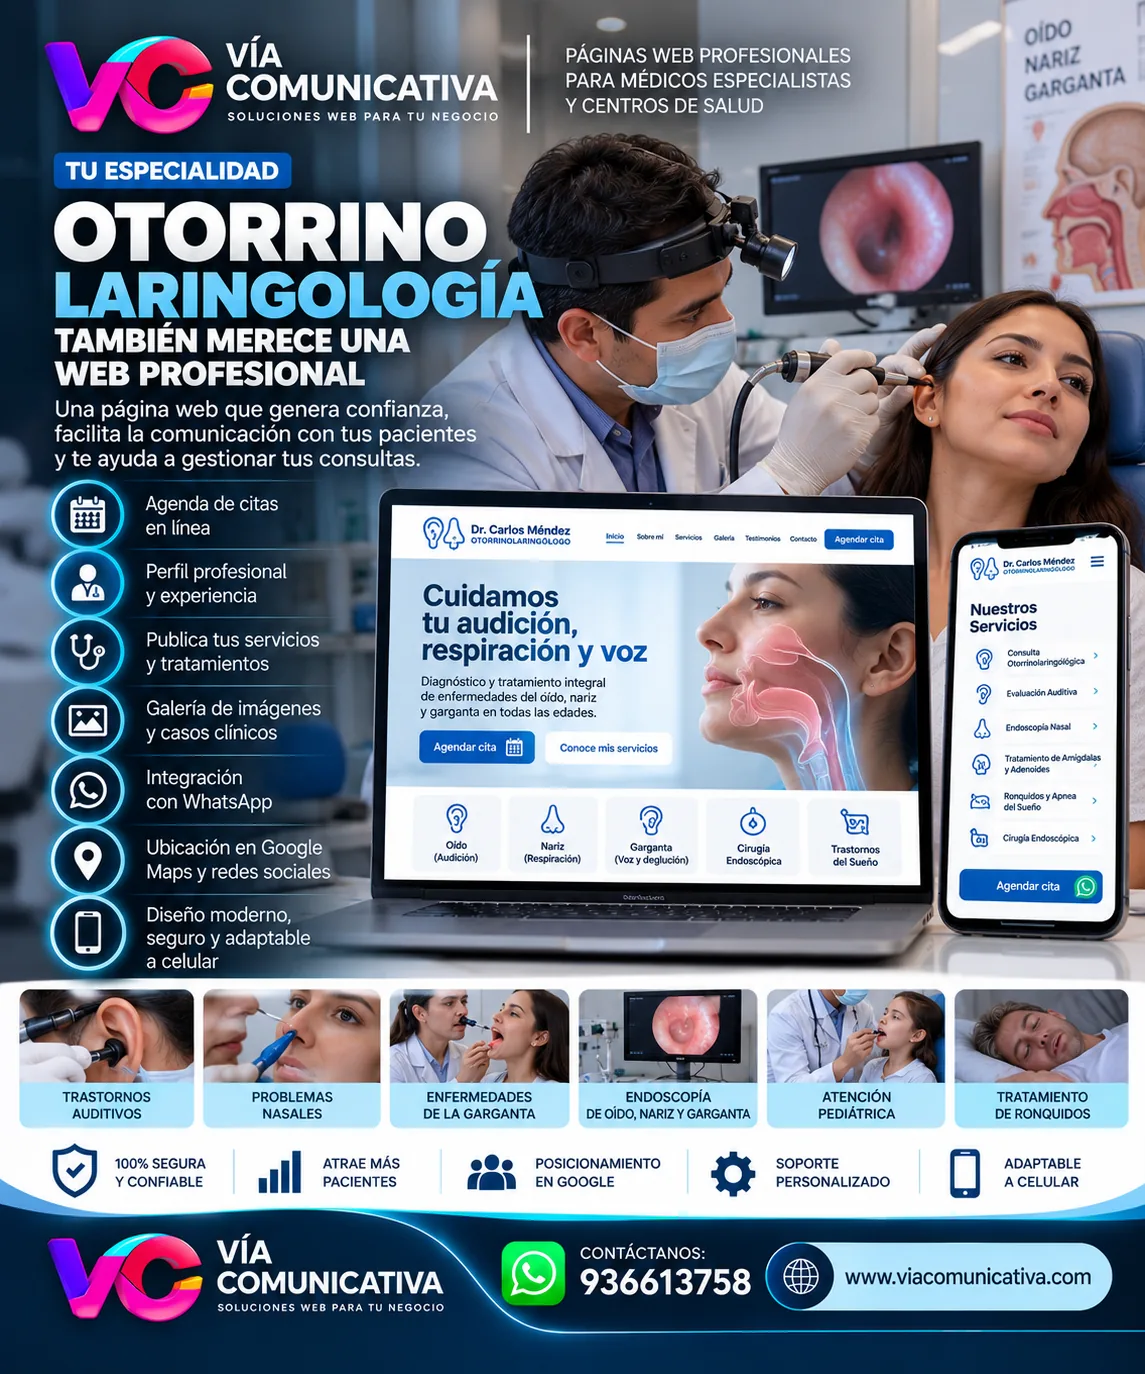 VC
VÍA
COMUNICATIVA
SOLUCIONES WEB PARA TU NEGOCIO
PÁGINAS WEB PROFESIONALES
PARA MÉDICOS ESPECIALISTAS
Y CENTROS DE SALUD
OÍDO
NARIZ
GARGANTA
TU ESPECIALIDAD
OTORRINO
LARINGOLOGÍA
TAMBIÉN MERECE UNA
WEB PROFESIONAL
Una página web que genera confianza,
facilita la comunicación con tus pacientes
y te ayuda a gestionar tus consultas.
Agenda de citas
en línea
Perfil profesional
y experiencia
Publica tus servicios
y tratamientos
Galería de imágenes
y casos clínicos
Integración
con WhatsApp
Ubicación en Google
Maps y redes sociales
Diseño moderno,
seguro y adaptable
a celular
Dr. Carlos Méndez
OTORRINOLARINGÓLOGO
Inicio
Sobre mí
Servicios
Galería
Testimonios
Contacto
Agendar cita
Cuidamos
tu audición,
respiración y voz
Diagnóstico y tratamiento integral
de enfermedades del oído, nariz
y garganta en todas las edades.
Agendar cita
Conoce mis servicios
Oído
(Audición)
Nariz
(Respiración)
Garganta
(Voz y deglución)
Cirugía
Endoscópica
Trastornos
del Sueño
Dr. Carlos Méndez
OTORRINOLARINGÓLOGO
Nuestros
Servicios
Consulta
Otorrinolaringológica
Evaluación Auditiva
Endoscopía Nasal
Tratamiento de Amígdalas
y Adenoides
Ronquidos y Apnea
del Sueño
Cirugía Endoscópica
Agendar cita
TRASTORNOS
AUDITIVOS
PROBLEMAS
NASALES
ENFERMEDADES
DE LA GARGANTA
ENDOSCOPÍA
DE OÍDO, NARIZ Y GARGANTA
ATENCIÓN
PEDIÁTRICA
TRATAMIENTO
DE RONQUIDOS
100% SEGURA
Y CONFIABLE
ATRAE MÁS
PACIENTES
POSICIONAMIENTO
EN GOOGLE
SOPORTE
PERSONALIZADO
ADAPTABLE
A CELULAR
VC
VÍA
COMUNICATIVA
SOLUCIONES WEB PARA TU NEGOCIO
CONTÁCTANOS:
936613758
www.viacomunicativa.com